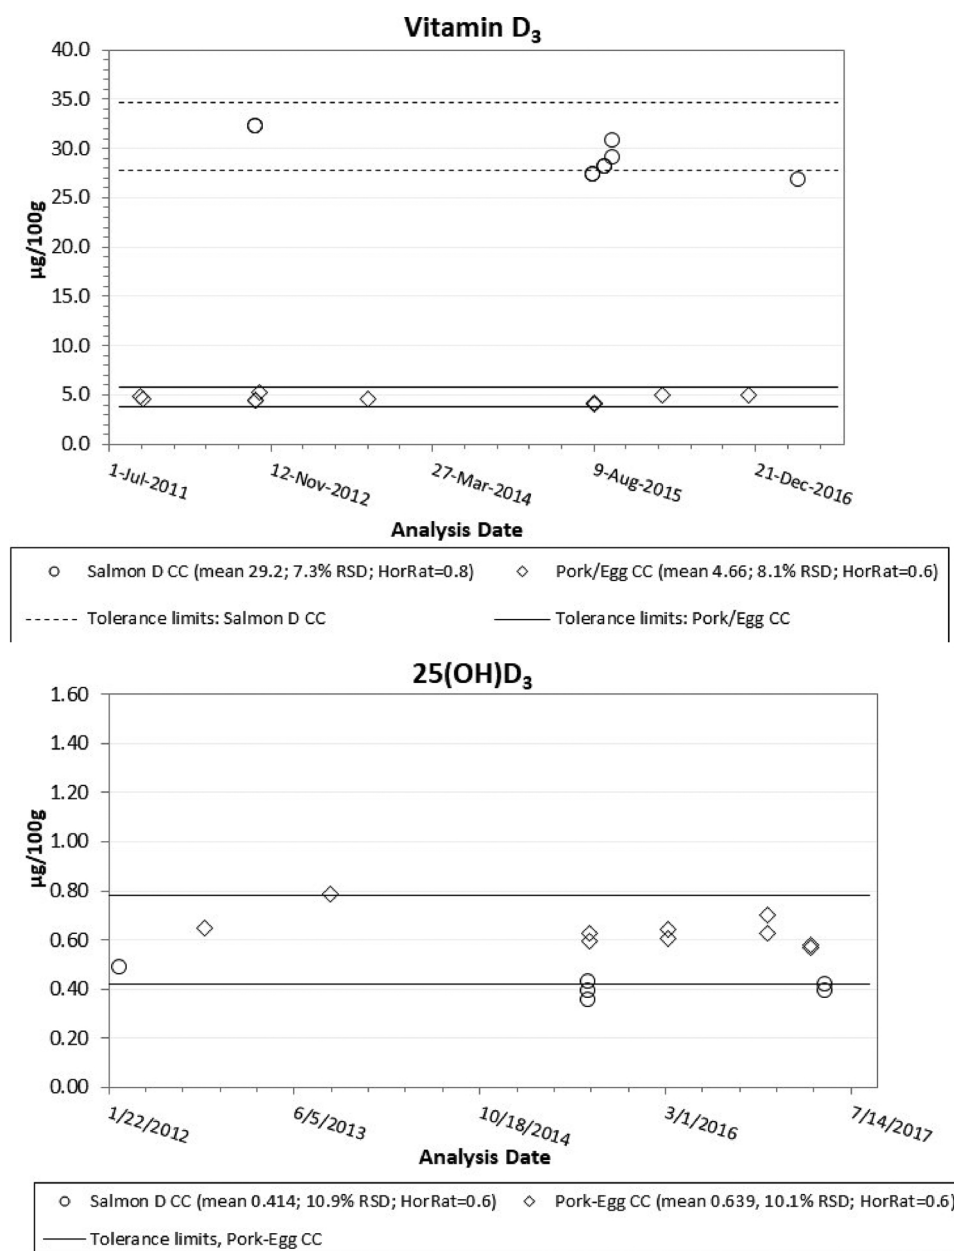 Vitamin D₃
40.0
35.0
30.0
25.0
20.0
15.0
10.0
5.0
0.0
µg/100g
1-Jul-2011 12-Nov-2012 27-Mar-2014 9-Aug-2015 21-Dec-2016
Analysis Date
Salmon D CC (mean 29.2; 7.3% RSD; HorRat=0.8) Pork/Egg CC (mean 4.66; 8.1% RSD; HorRat=0.6)
Tolerance limits: Salmon D CC Tolerance limits: Pork/Egg CC
25(OH)D₃
1.60
1.40
1.20
1.00
0.80
0.60
0.40
0.20
0.00
µg/100g
1/22/2012 6/5/2013 10/18/2014 3/1/2016 7/14/2017
Analysis Date
Salmon D CC (mean 0.414; 10.9% RSD; HorRat=0.6) Pork-Egg CC (mean 0.639, 10.1% RSD; HorRat=0.6)
Tolerance limits, Pork-Egg CC